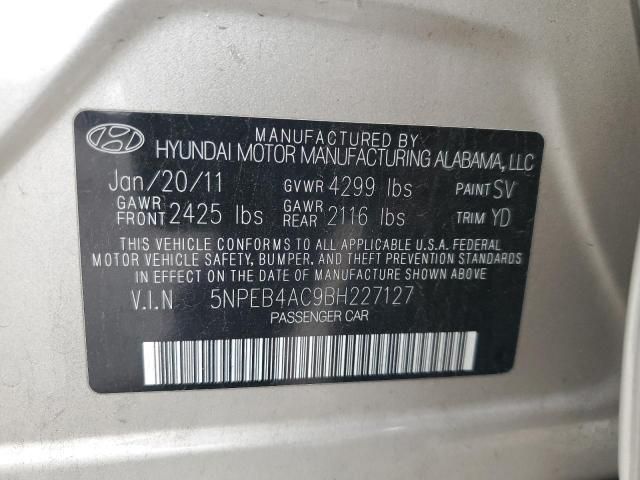 MANUFACTURED BY
HYUNDAI MOTOR MANUFACTURING ALABAMA, LLC
Jan/20/11 GVWR 4299 lbs PAINT SV
GAWR FRONT 2425 lbs GAWR REAR 2116 lbs TRIM YD
THIS VEHICLE CONFORMS TO ALL APPLICABLE U.S.A. FEDERAL
MOTOR VEHICLE SAFETY, BUMPER, AND THEFT PREVENTION STANDARDS
IN EFFECT ON THE DATE OF MANUFACTURE SHOWN ABOVE
V.I.N 5NPEB4AC9BH227127
PASSENGER CAR